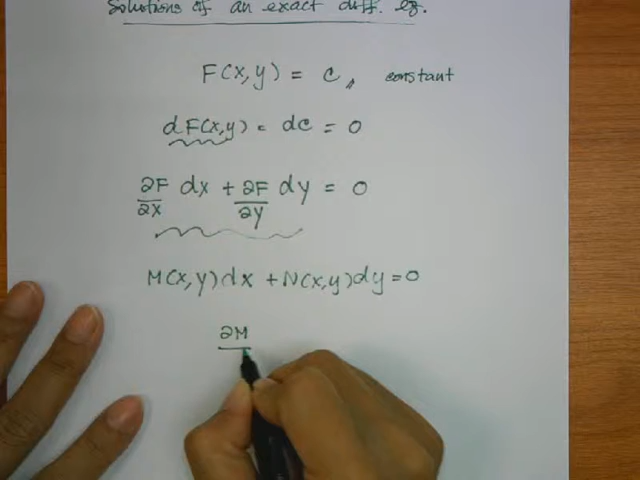 Solutions of an exact diff. eq.
F(x,y) = c, constant
dF(x,y) = dc = 0
∂F/∂x dx + ∂F/∂y dy = 0
M(x,y)dx + N(x,y)dy = 0
∂M